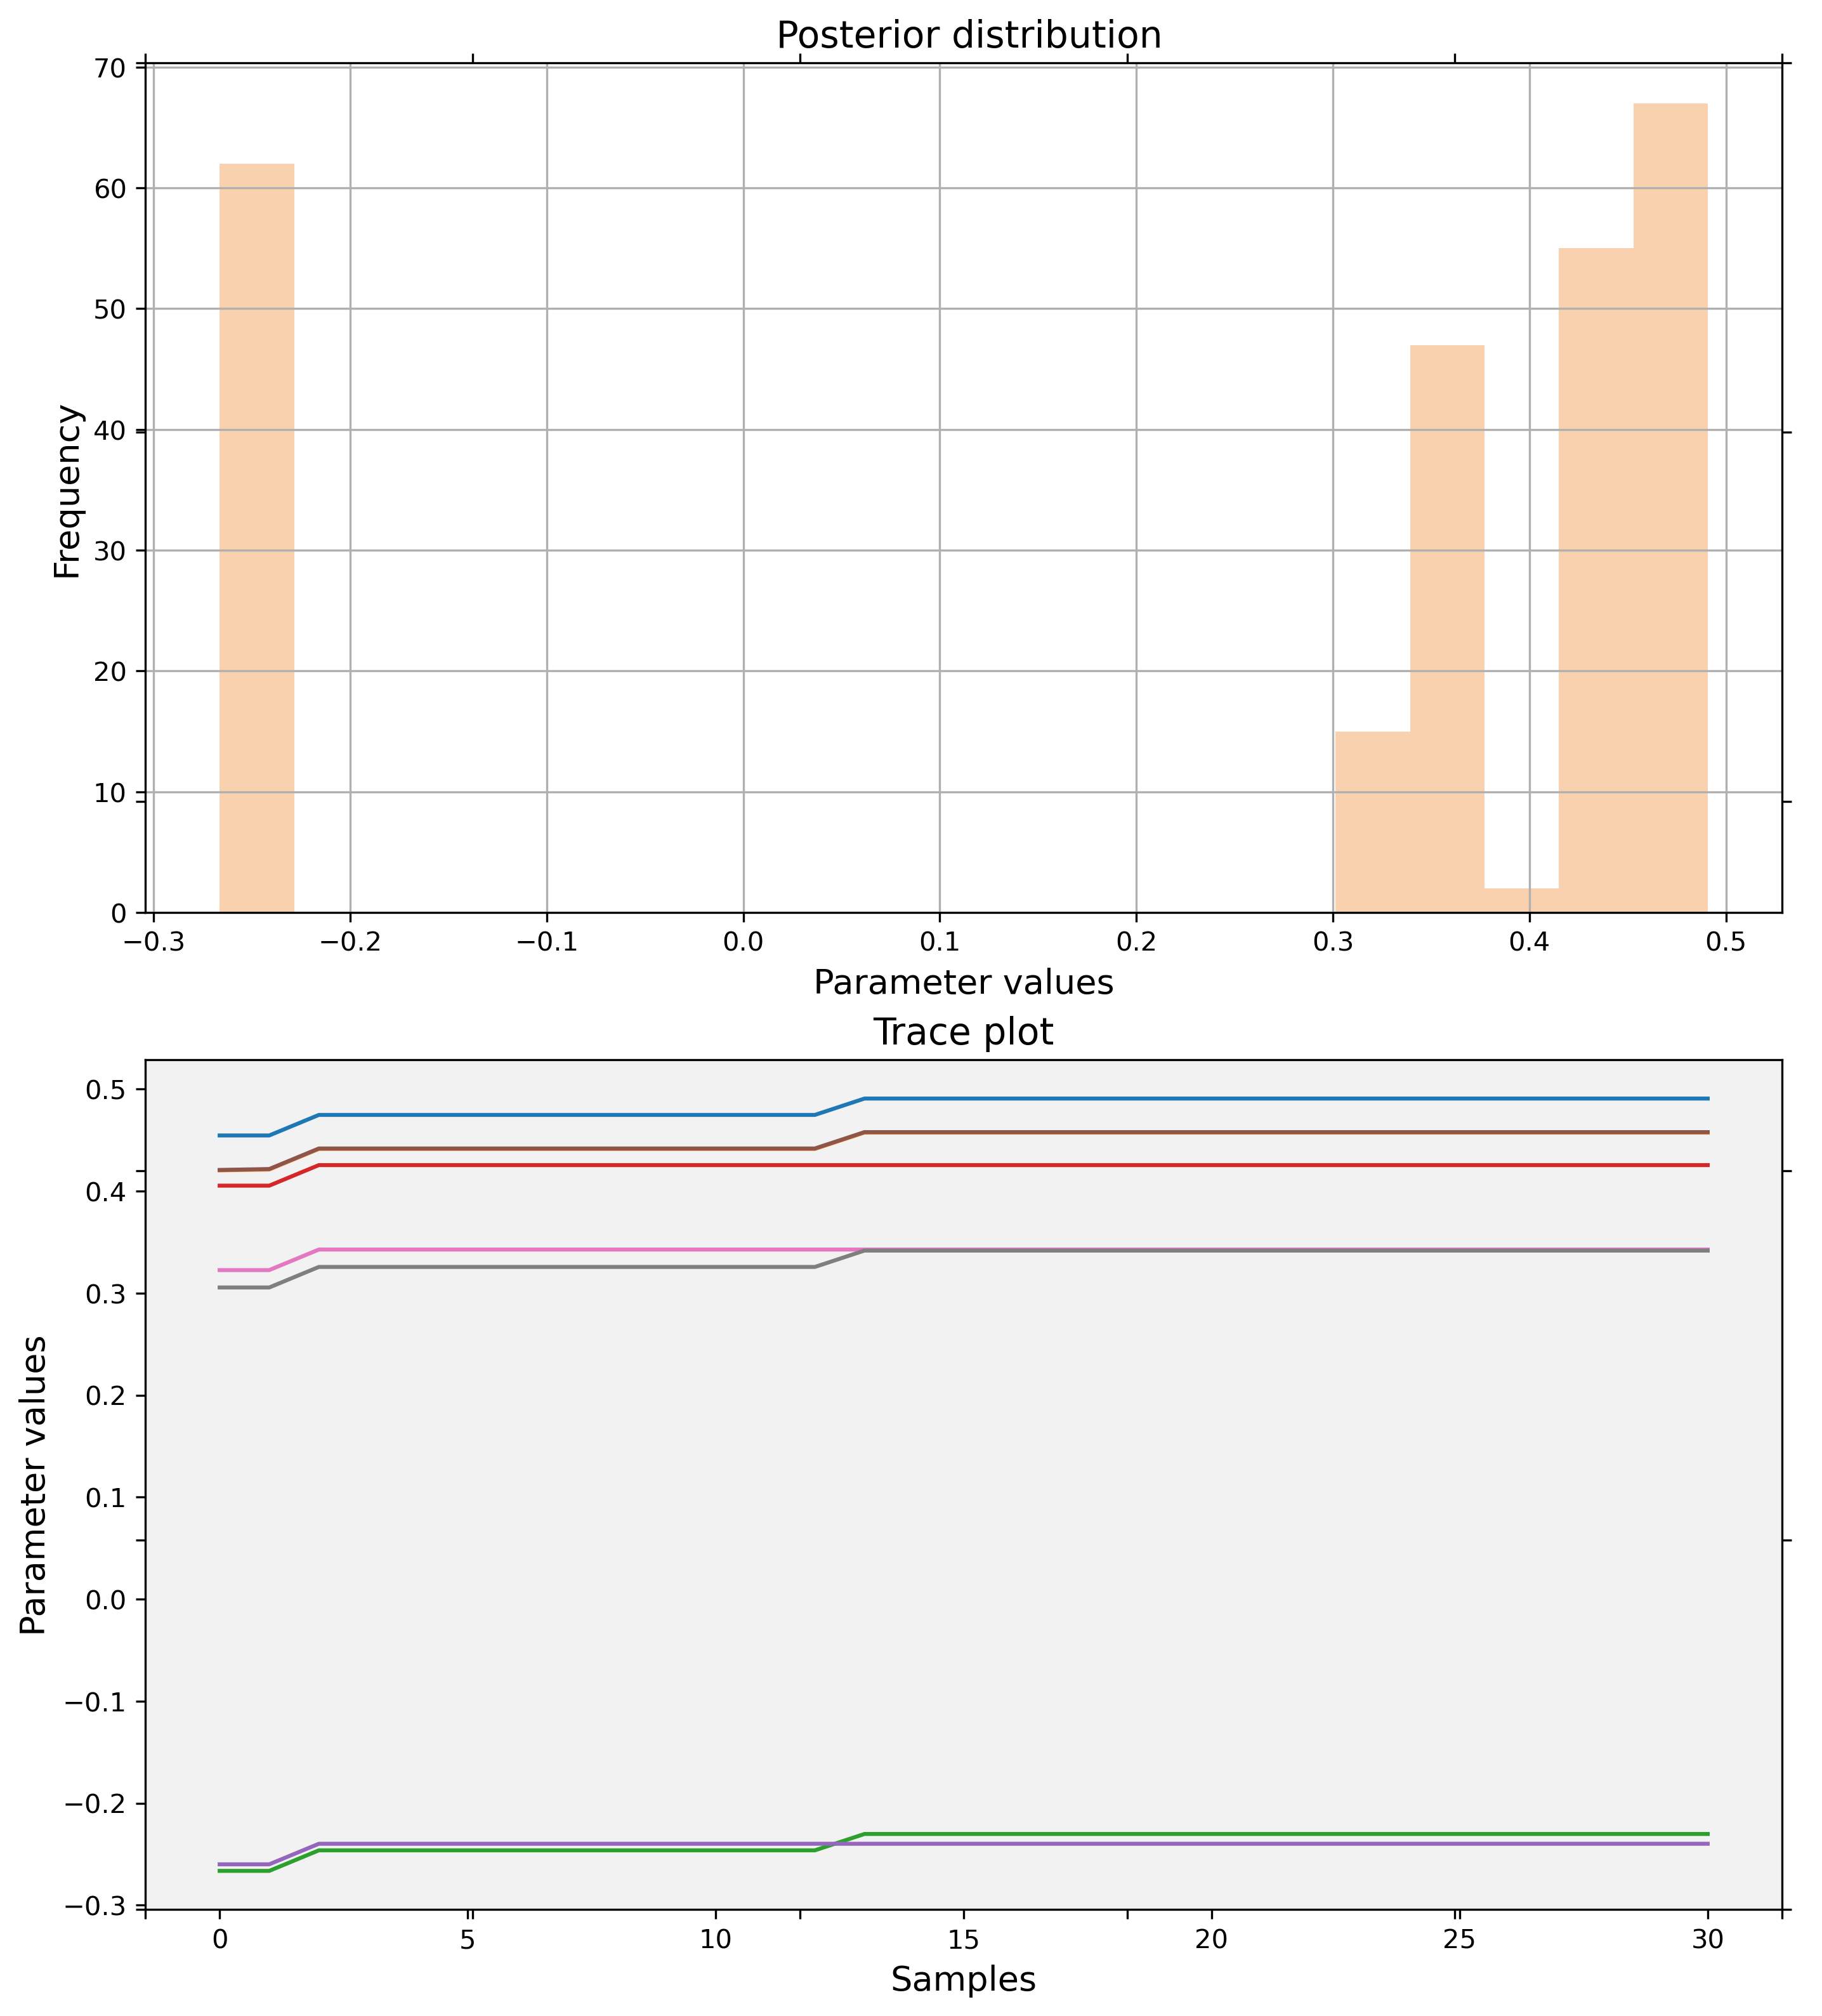 Posterior distribution
70
60
50
40
30
20
10
0
Frequency
−0.3 −0.2 −0.1 0.0 0.1 0.2 0.3 0.4 0.5
Parameter values
Trace plot
0.5
0.4
0.3
0.2
0.1
0.0
−0.1
−0.2
−0.3
Parameter values
0 5 10 15 20 25 30
Samples